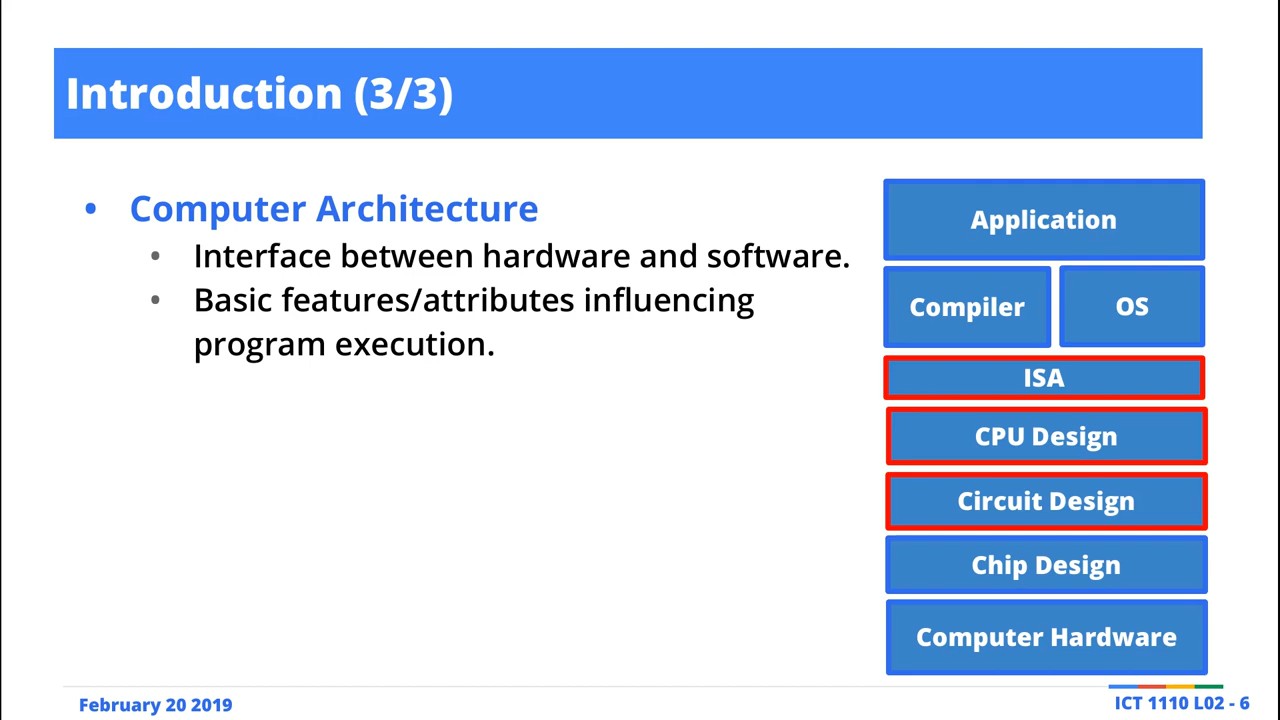 Introduction (3/3)
• Computer Architecture
• Interface between hardware and software.
• Basic features/attributes influencing
program execution.
Application
Compiler
OS
ISA
CPU Design
Circuit Design
Chip Design
Computer Hardware
February 20 2019
ICT 1110 L02 - 6